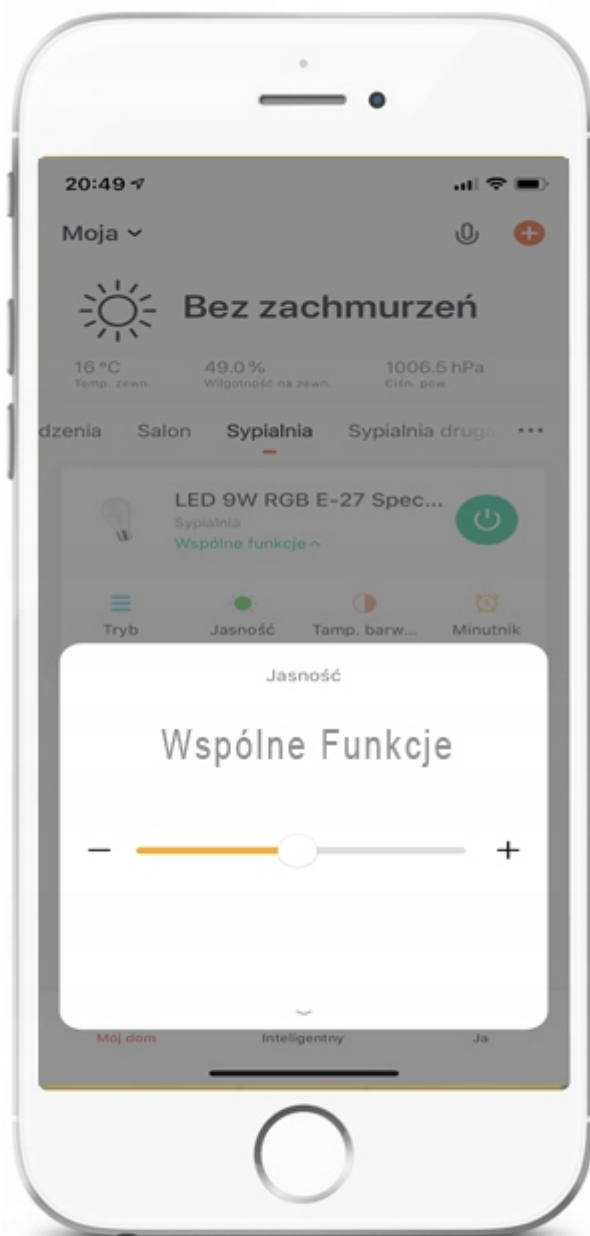 20:49
Moja
Bez zachmurzeń
16 °C 49.0 % 1006.5 hPa
Temp. zewn. Wilgotność na zewn. Ciśn. pow.
dzenia Salon Sypialnia Sypialnia druga
LED 9W RGB E-27 Spec...
Sypialnia
Wspólne funkcje
Tryb Jasność Tamp. barw... Minutnik
Jasność
Wspólne Funkcje
Mój dom Inteligentny Ja